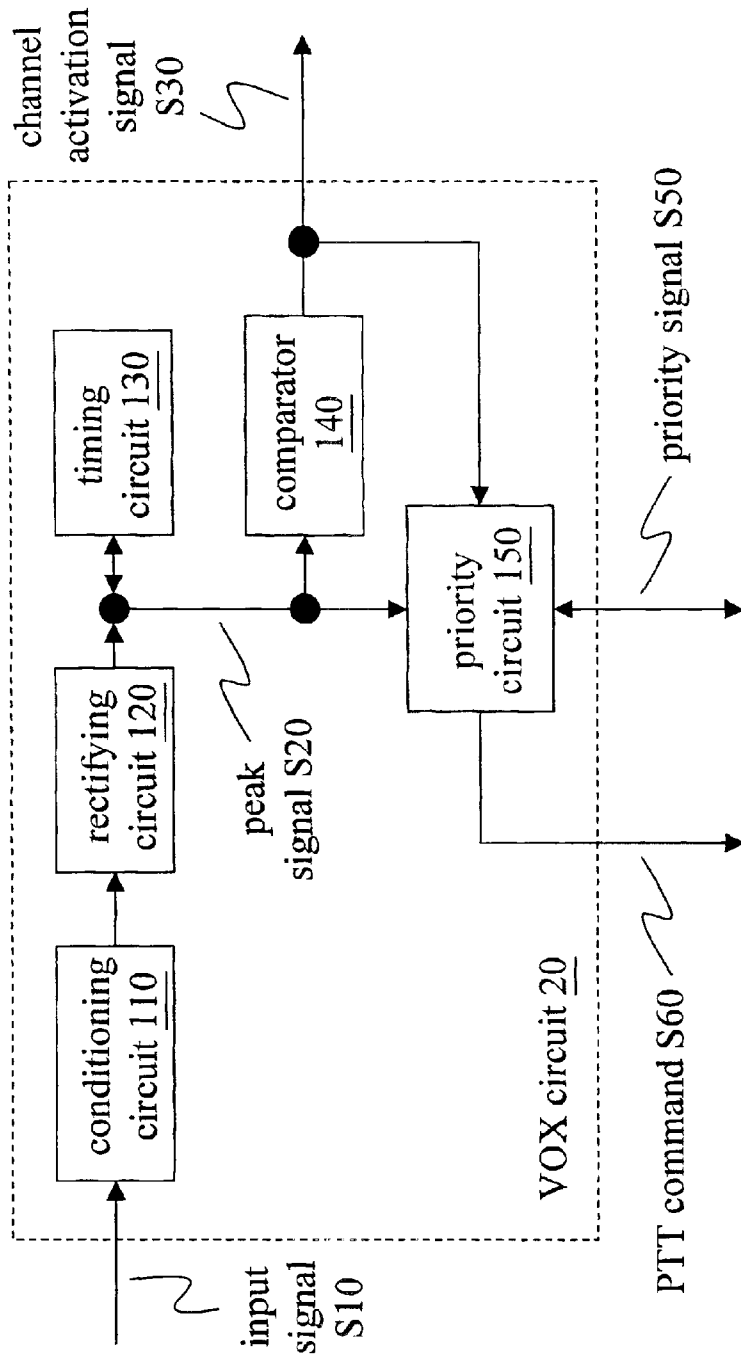 input
signal
S10
conditioning
circuit 110
rectifying
circuit 120
timing
circuit 130
channel
activation
signal
S30
peak
signal S20
comparator
140
priority
circuit 150
VOX circuit 20
PTT command S60
priority signal S50